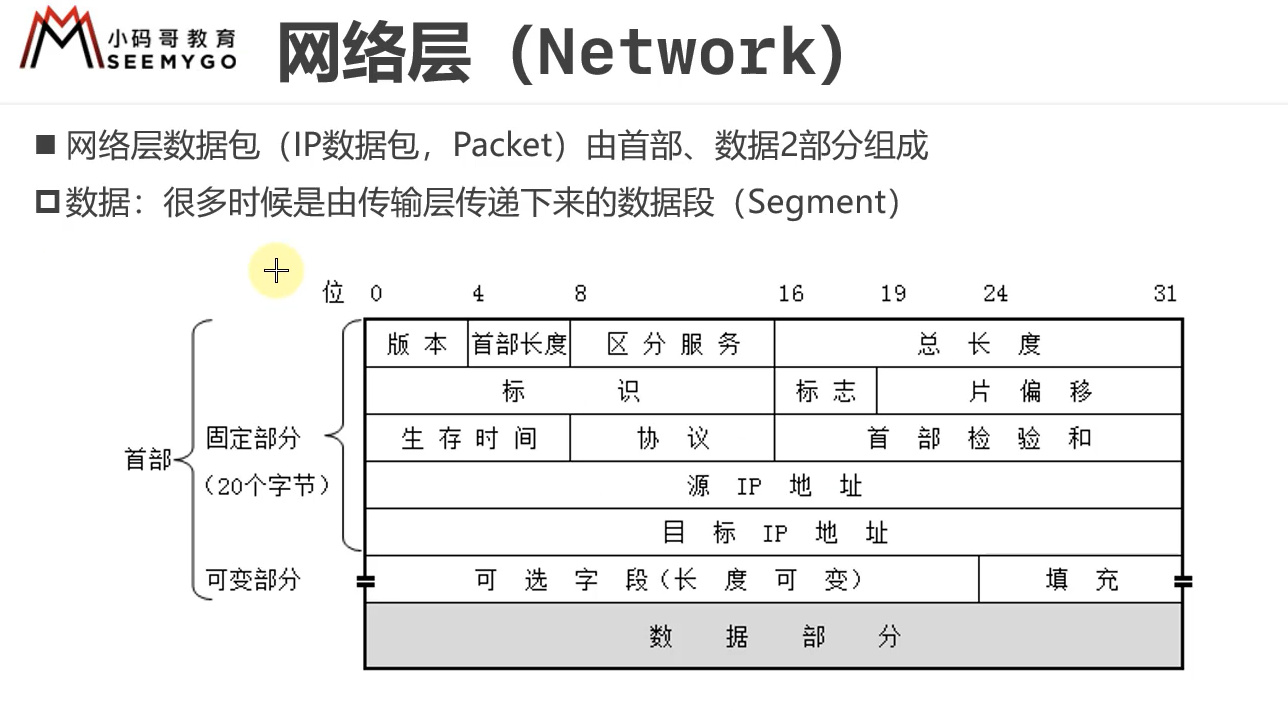 小码哥教育
SEEMYGO
网络层（Network）
网络层数据包（IP数据包，Packet）由首部、数据2部分组成
数据：很多时候是由传输层传递下来的数据段（Segment）
位 0 4 8 16 19 24 31
版本 首部长度 区分服务 总长度
标识 标志 片偏移
生存时间 协议 首部检验和
源IP地址
目标IP地址
可选字段（长度可变） 填充
数据部分
首部
固定部分
（20个字节）
可变部分